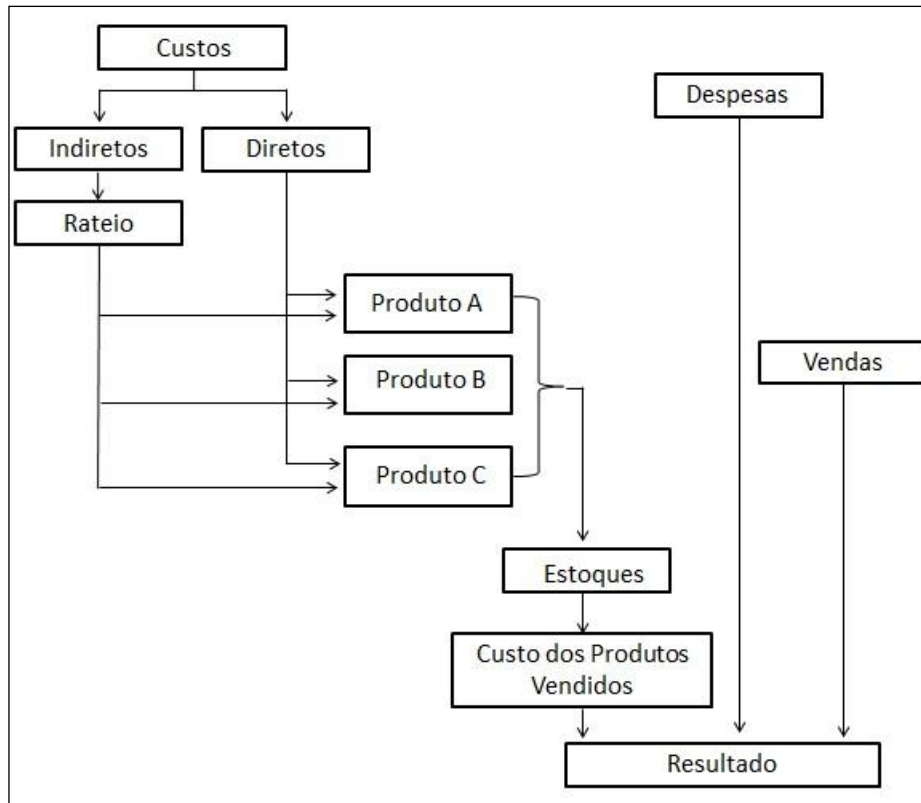 Custos
Despesas
Indiretos
Diretos
Rateio
Produto A
Vendas
Produto B
Produto C
Estoques
Custo dos Produtos
Vendidos
Resultado